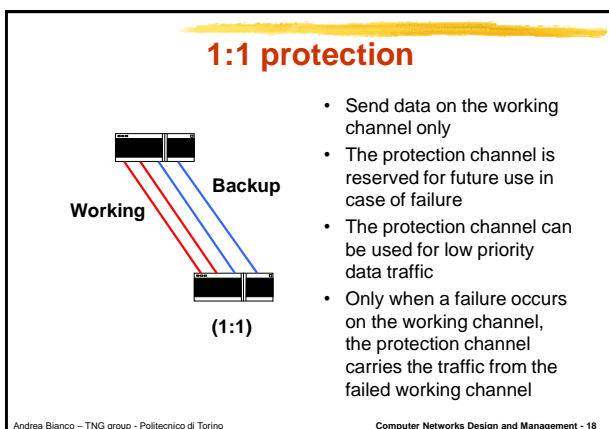 1:1 protection
Working
Backup
(1:1)
• Send data on the working
channel only
• The protection channel is
reserved for future use in
case of failure
• The protection channel can
be used for low priority
data traffic
• Only when a failure occurs
on the working channel,
the protection channel
carries the traffic from the
failed working channel
Andrea Bianco – TNG group - Politecnico di Torino
Computer Networks Design and Management - 18